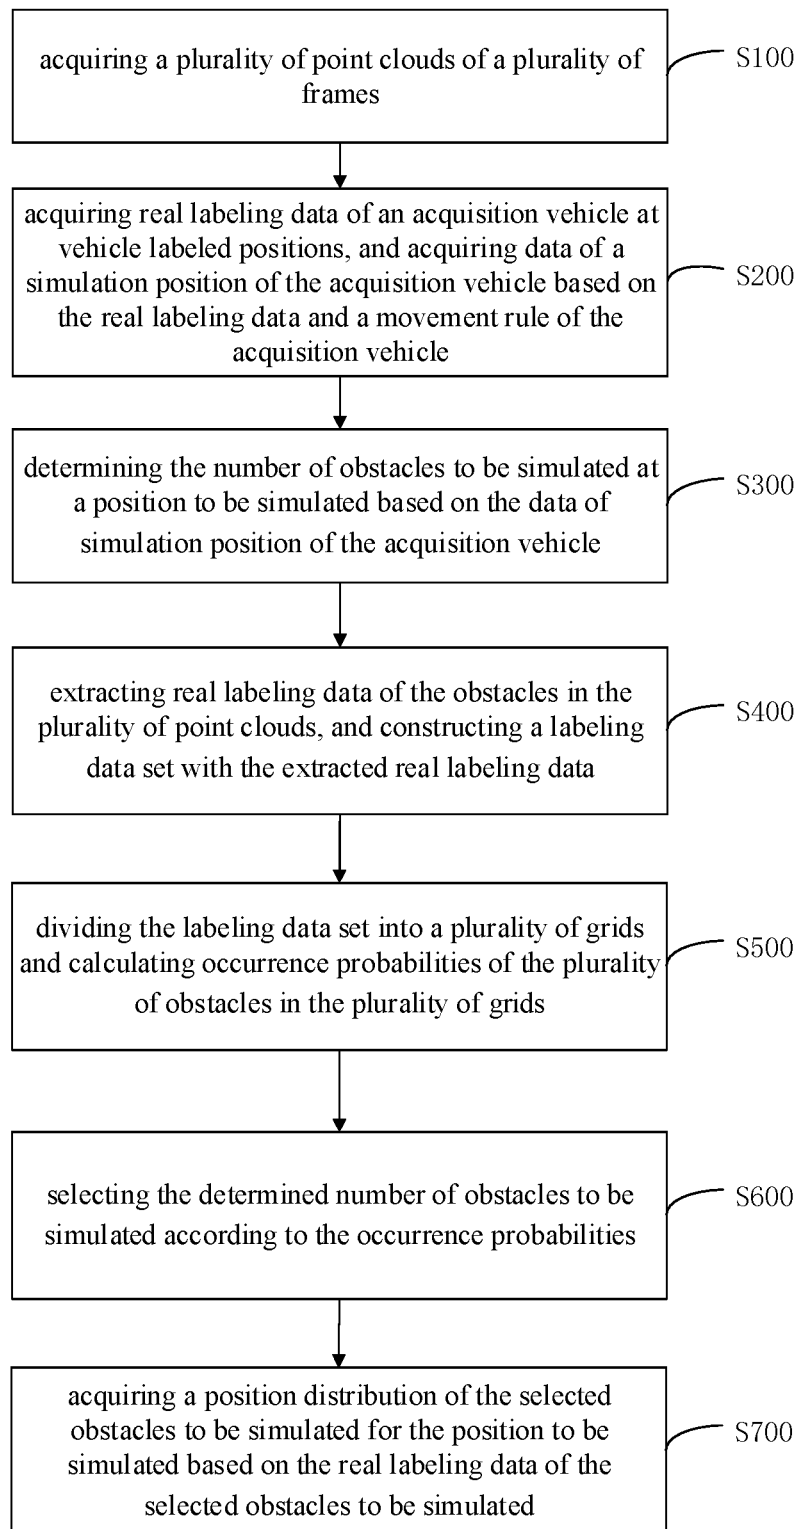 acquiring a plurality of point clouds of a plurality of
frames
S100
acquiring real labeling data of an acquisition vehicle at
vehicle labeled positions, and acquiring data of a
simulation position of the acquisition vehicle based on
the real labeling data and a movement rule of the
acquisition vehicle
S200
determining the number of obstacles to be simulated at
a position to be simulated based on the data of
simulation position of the acquisition vehicle
S300
extracting real labeling data of the obstacles in the
plurality of point clouds, and constructing a labeling
data set with the extracted real labeling data
S400
dividing the labeling data set into a plurality of grids
and calculating occurrence probabilities of the plurality
of obstacles in the plurality of grids
S500
selecting the determined number of obstacles to be
simulated according to the occurrence probabilities
S600
acquiring a position distribution of the selected
obstacles to be simulated for the position to be
simulated based on the real labeling data of the
selected obstacles to be simulated
S700